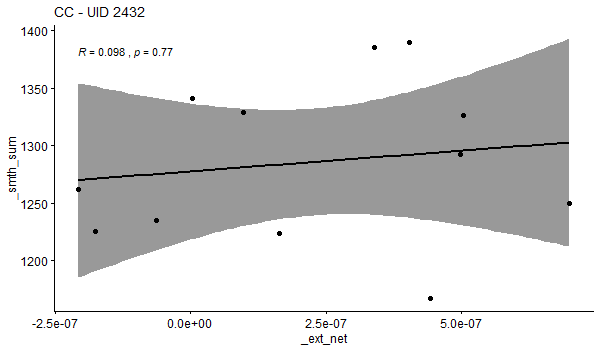 CC - UID 2432
R = 0.098 , p = 0.77
1400
1350
1300
1250
1200
_smth_sum
-2.5e-07 0.0e+00 2.5e-07 5.0e-07
_ext_net